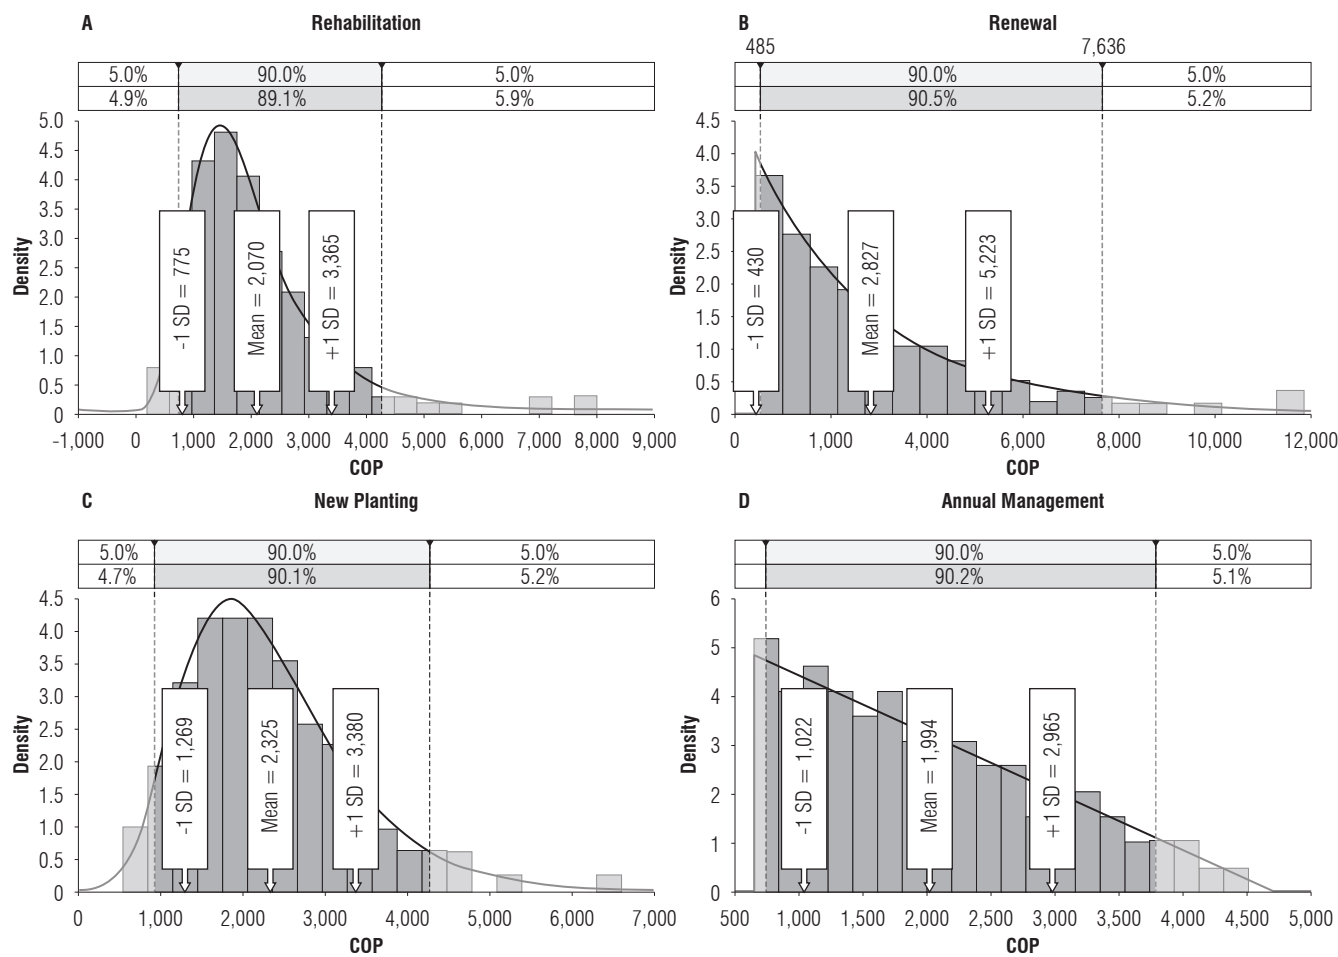 A Rehabilitation
5.0% 90.0% 5.0%
4.9% 89.1% 5.9%
5.0
4.5
4.0
3.5
3.0
2.5
2.0
1.5
1.0
0.5
0
Density
-1 SD = 775
Mean = 2,070
+1 SD = 3,365
-1,000 0 1,000 2,000 3,000 4,000 5,000 6,000 7,000 8,000 9,000
COP
B Renewal
485 7,636
90.0% 5.0%
90.5% 5.2%
4.5
4.0
3.5
3.0
2.5
2.0
1.5
1.0
0.5
0
Density
-1 SD = 430
Mean = 2,827
+1 SD = 5,223
0 1,000 4,000 6,000 8,000 10,000 12,000
COP
C New Planting
5.0% 90.0% 5.0%
4.7% 90.1% 5.2%
4.5
4.0
3.5
3.0
2.5
2.0
1.5
1.0
0.5
0
Density
-1 SD = 1,269
Mean = 2,325
+1 SD = 3,380
0 1,000 2,000 3,000 4,000 5,000 6,000 7,000
COP
D Annual Management
90.0% 5.0%
90.2% 5.1%
6
5
4
3
2
1
0
Density
-1 SD = 1,022
Mean = 1,994
+1 SD = 2,965
500 1,000 1,500 2,000 2,500 3,000 3,500 4,000 4,500 5,000
COP